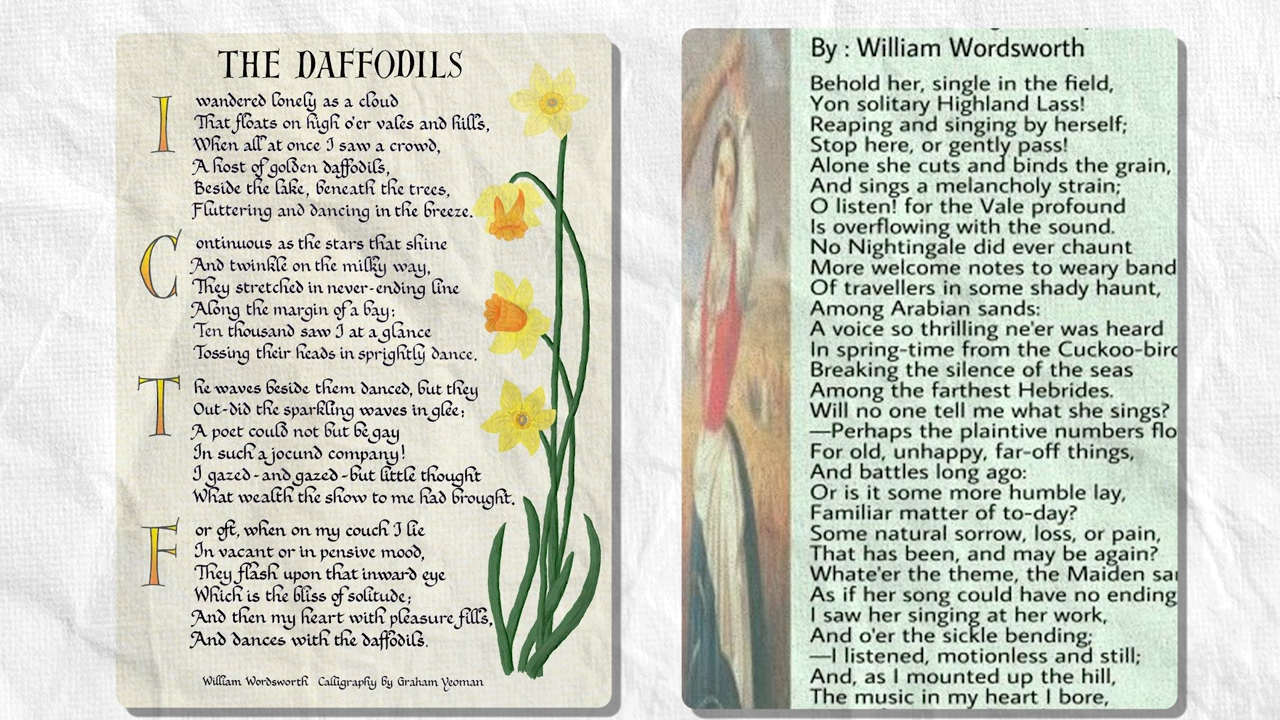 THE DAFFODILS
I wandered lonely as a cloud
That floats on high o'er vales and hills,
When all at once I saw a crowd,
A host of golden daffodils,
Beside the lake, beneath the trees,
Fluttering and dancing in the breeze.
Continuous as the stars that shine
And twinkle on the milky way,
They stretched in never-ending line
Along the margin of a bay:
Ten thousand saw I at a glance
Tossing their heads in sprightly dance.
The waves beside them danced, but they
Out-did the sparkling waves in glee:
A poet could not but be gay
In such a jocund company!
I gazed-and gazed-but little thought
What wealth the show to me had brought.
For oft, when on my couch I lie
In vacant or in pensive mood,
They flash upon that inward eye
Which is the bliss of solitude;
And then my heart with pleasure fills,
And dances with the daffodils.
William Wordsworth Calligraphy by Graham Yeoman
By : William Wordsworth
Behold her, single in the field,
Yon solitary Highland Lass!
Reaping and singing by herself;
Stop here, or gently pass!
Alone she cuts and binds the grain,
And sings a melancholy strain;
O listen! for the Vale profound
Is overflowing with the sound.
No Nightingale did ever chaunt
More welcome notes to weary band
Of travellers in some shady haunt,
Among Arabian sands:
A voice so thrilling ne'er was heard
In spring-time from the Cuckoo-bir
Breaking the silence of the seas
Among the farthest Hebrides.
Will no one tell me what she sings?
—Perhaps the plaintive numbers flo
For old, unhappy, far-off things,
And battles long ago:
Or is it some more humble lay,
Familiar matter of to-day?
Some natural sorrow, loss, or pain,
That has been, and may be again?
Whate'er the theme, the Maiden sa
As if her song could have no ending
I saw her singing at her work,
And o'er the sickle bending;
—I listened, motionless and still;
And, as I mounted up the hill,
The music in my heart I bore,